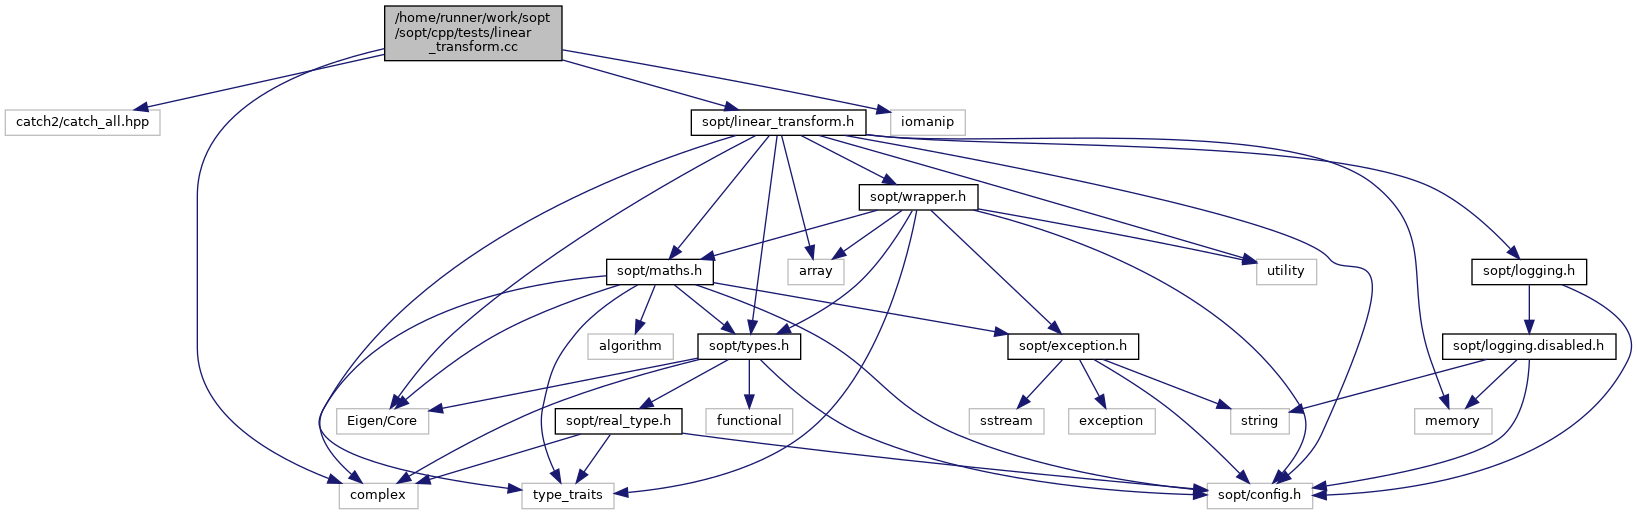 /home/runner/work/sopt
/sopt/cpp/tests/linear
_transform.cc
catch2/catch_all.hpp
sopt/linear_transform.h
iomanip
sopt/wrapper.h
sopt/maths.h
array
utility
sopt/logging.h
algorithm
sopt/types.h
sopt/exception.h
sopt/logging.disabled.h
Eigen/Core
sopt/real_type.h
functional
sstream
exception
string
memory
complex
type_traits
sopt/config.h